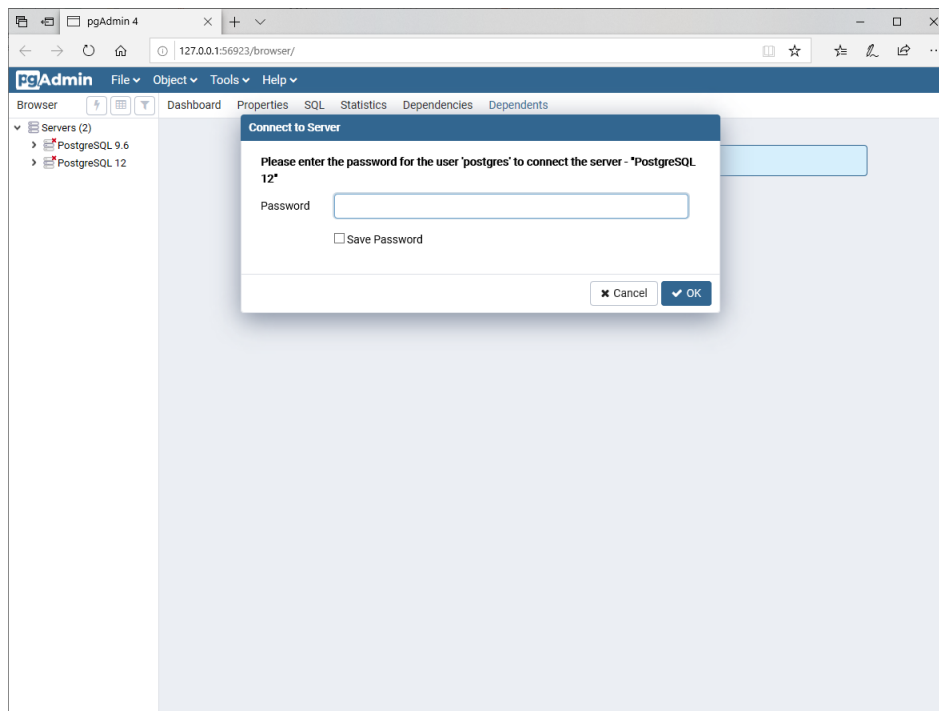 pgAdmin 4
127.0.0.1:56923/browser/
pgAdmin File Object Tools Help
Browser Dashboard Properties SQL Statistics Dependencies Dependents
Servers (2)
PostgreSQL 9.6
PostgreSQL 12
Connect to Server
Please enter the password for the user 'postgres' to connect the server - "PostgreSQL
12"
Password
Save Password
Cancel OK